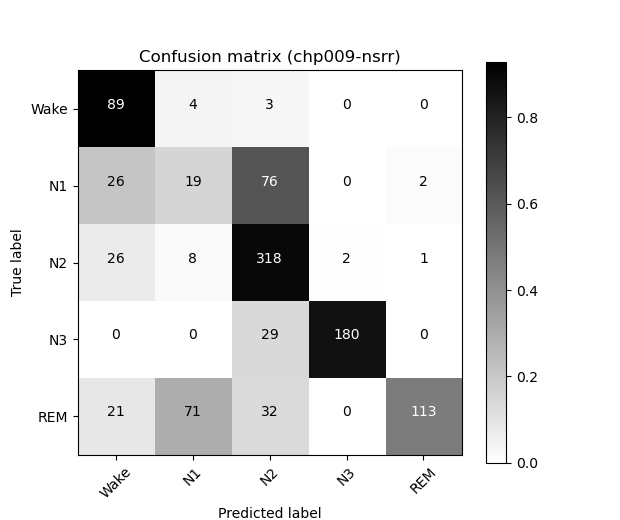 Confusion matrix (chp009-nsrr)
Wake 89 4 3 0 0
N1 26 19 76 0 2
N2 26 8 318 2 1
N3 0 0 29 180 0
REM 21 71 32 0 113
Wake N1 N2 N3 REM
True label
Predicted label
0.8
0.6
0.4
0.2
0.0